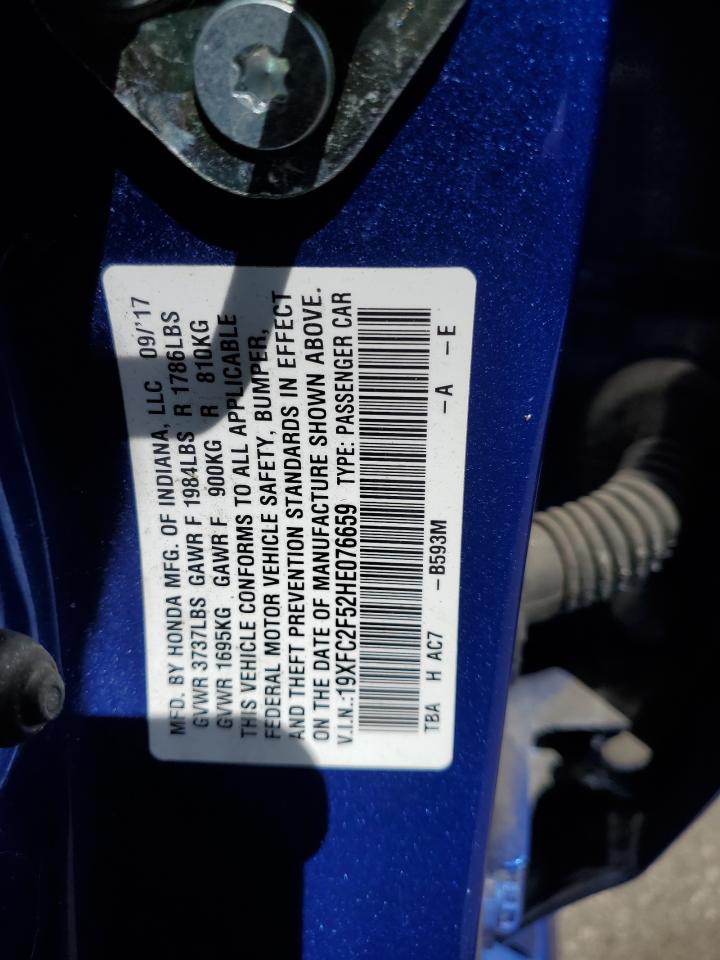 MFD. BY HONDA MFG. OF INDIANA, LLC 09/'17
GVWR 3737LBS GAWR F 1984LBS R 1786LBS
GVWR 1695KG GAWR F 900KG R 810KG
THIS VEHICLE CONFORMS TO ALL APPLICABLE
FEDERAL MOTOR VEHICLE SAFETY, BUMPER,
AND THEFT PREVENTION STANDARDS IN EFFECT
ON THE DATE OF MANUFACTURE SHOWN ABOVE.
V.I.N.:19XFC2F52HE076659 TYPE: PASSENGER CAR
TBA H AC7 -B593M -A -E